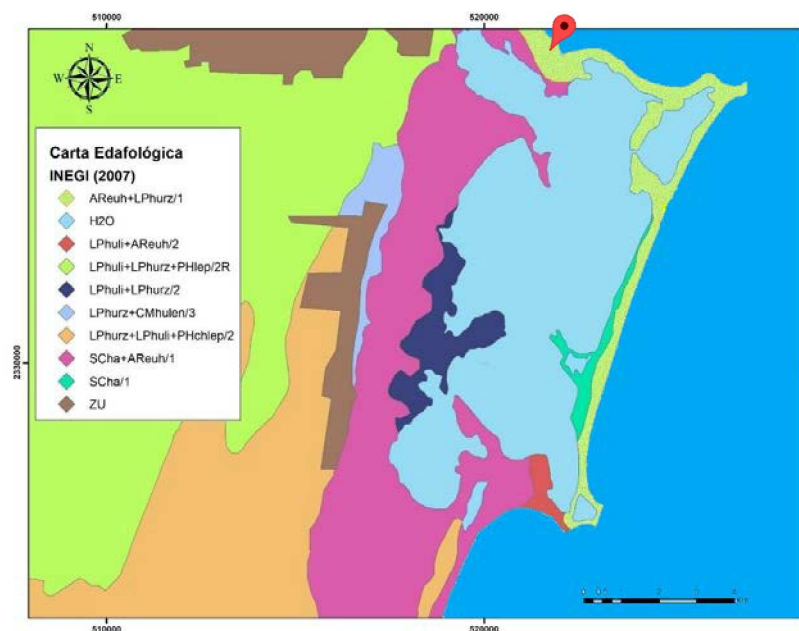 510000
520000
N
W E
S
Carta Edafológica
INEGI (2007)
AReuh+LPhurz/1
H2O
LPhuli+AReuh/2
LPhuli+LPhurz+PHlep/2R
LPhuli+LPhurz/2
LPhurz+CMhulen/3
LPhurz+LPhuli+PHchlep/2
SCha+AReuh/1
SCha/1
ZU
2330000
510000
520000